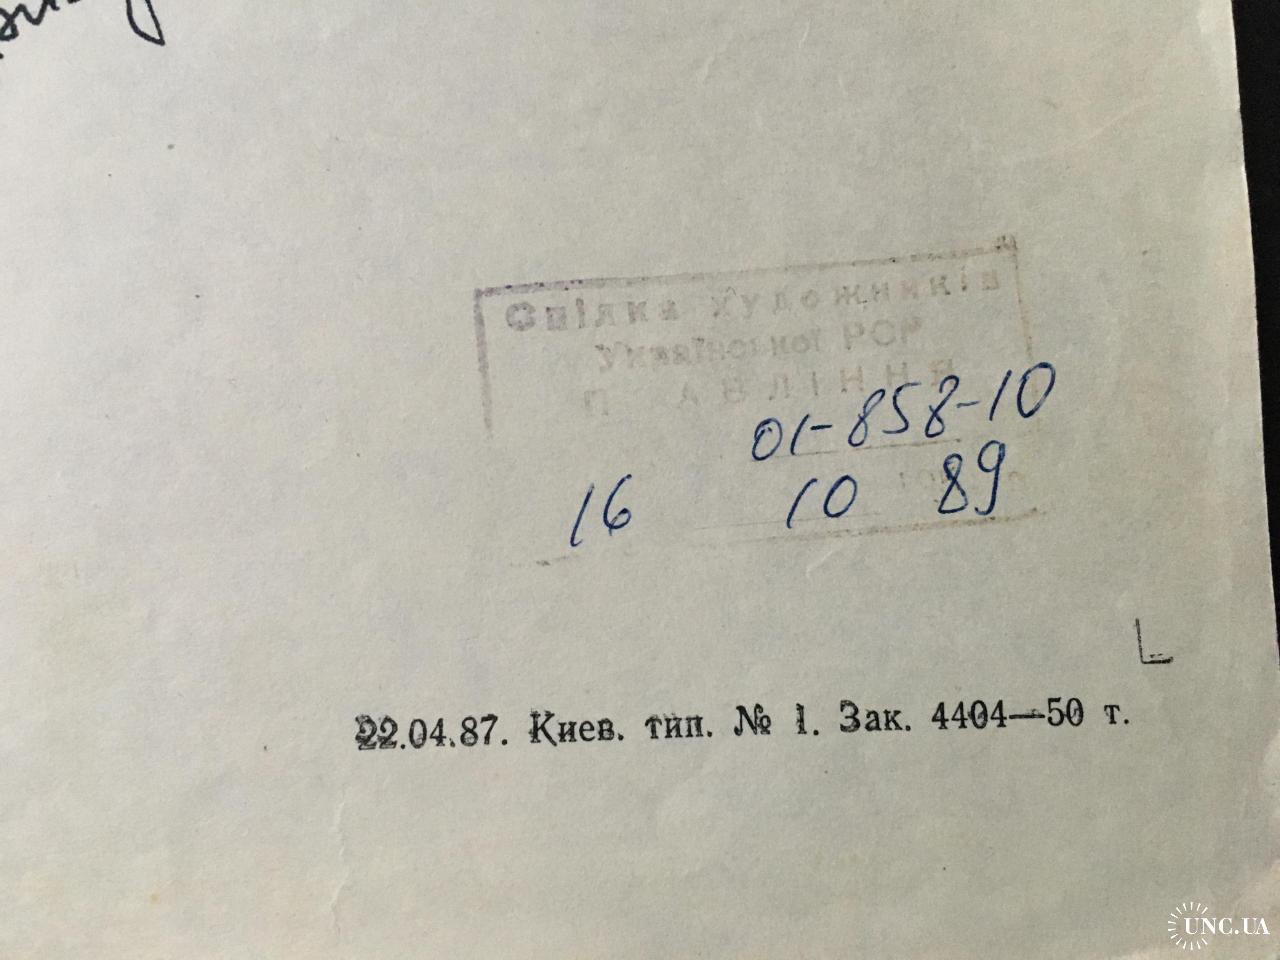 Спілка художників
Української РСР
П АВЛІННЯ
01-858-10
16 10 89
22.04.87. Киев. тип. № 1. Зак. 4404—50 т.
UNC.UA